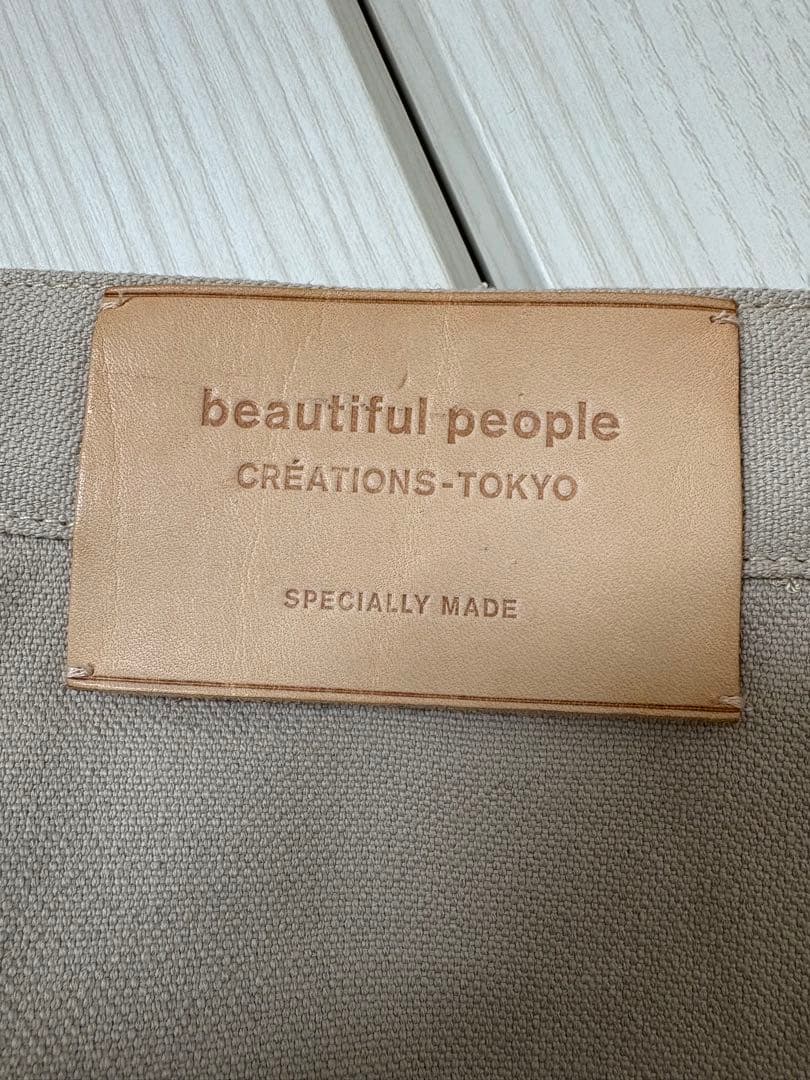 beautiful people
CRÉATIONS-TOKYO
SPECIALLY MADE